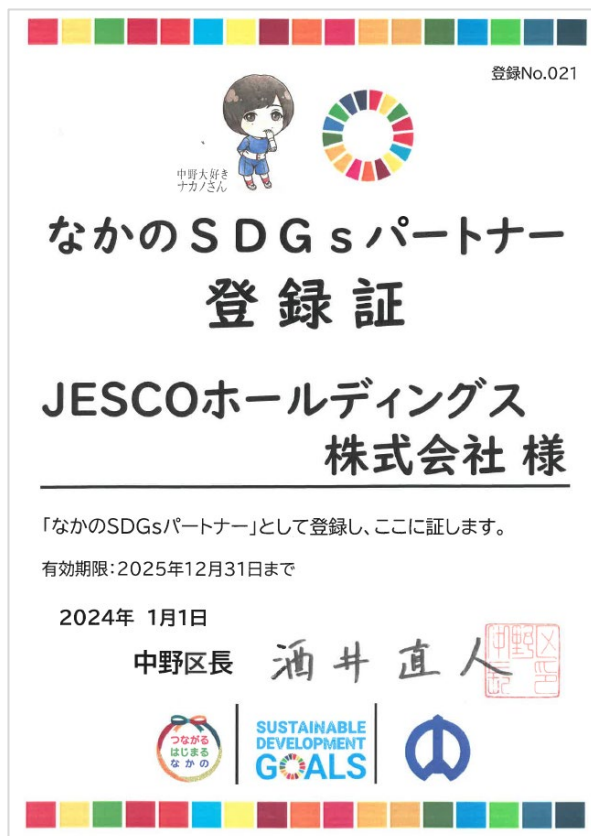 登録No.021
中野大好き
ナカノさん
なかのSDGsパートナー
登録証
JESCOホールディングス
株式会社 様
「なかのSDGsパートナー」として登録し、ここに証します。
有効期限：2025年12月31日まで
2024年 1月1日
中野区長 酒井直人
つながる
はじまる
なかの
SUSTAINABLE
DEVELOPMENT
GOALS